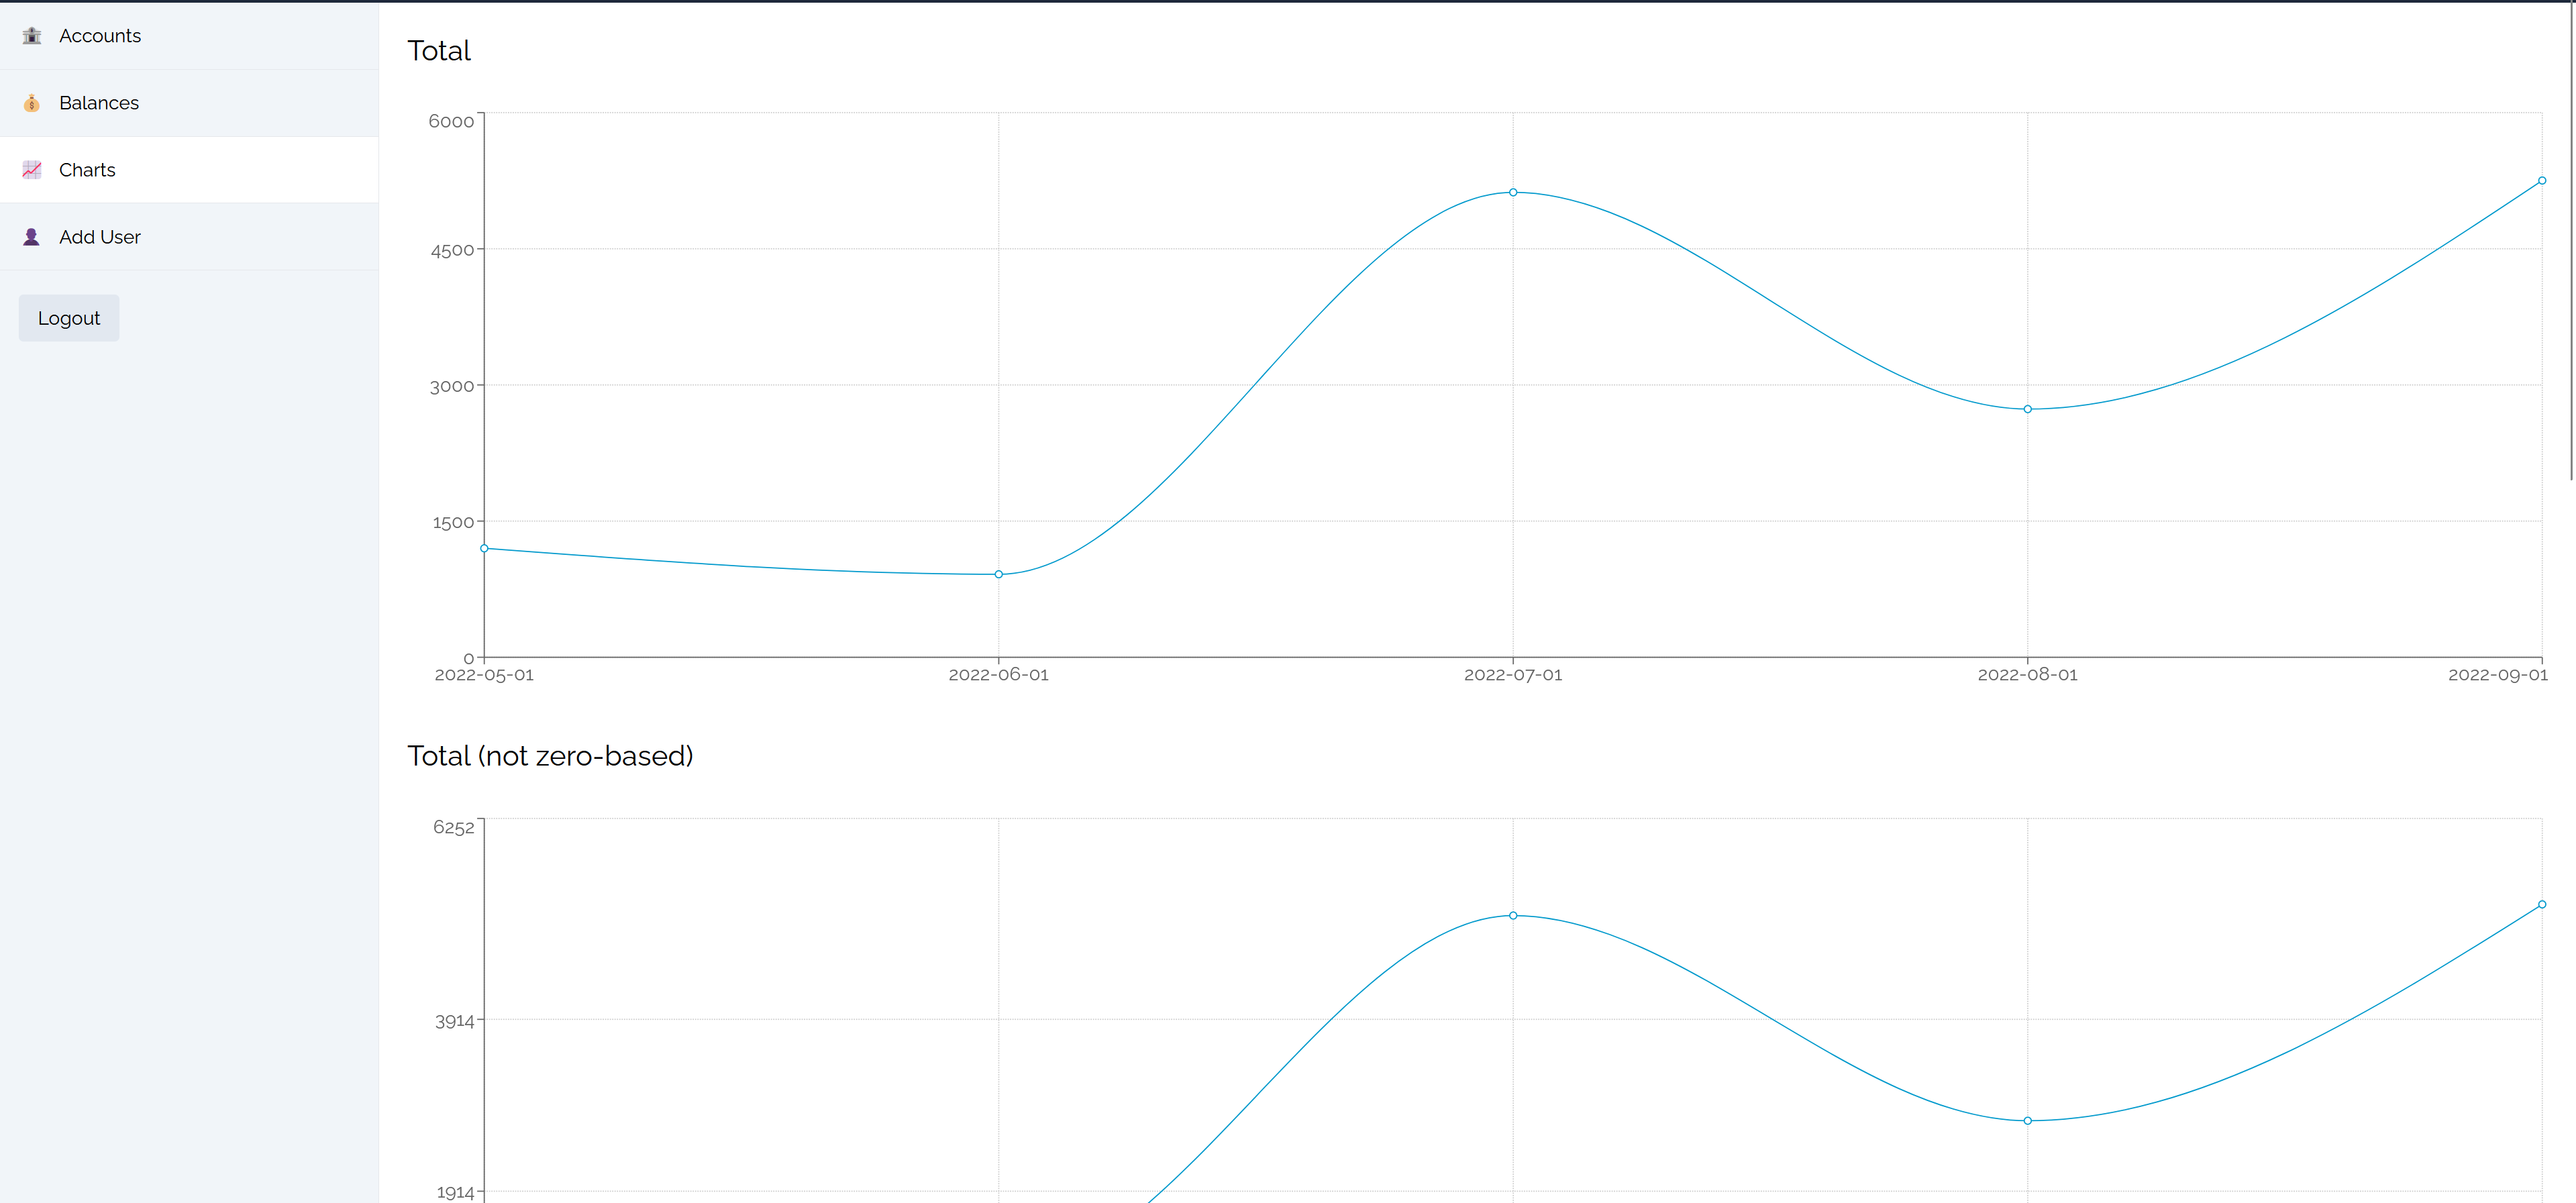 Accounts
Balances
Charts
Add User
Logout
Total
6000
4500
3000
1500
0
2022-05-01 2022-06-01 2022-07-01 2022-08-01 2022-09-01
Total (not zero-based)
6252
3914
1914